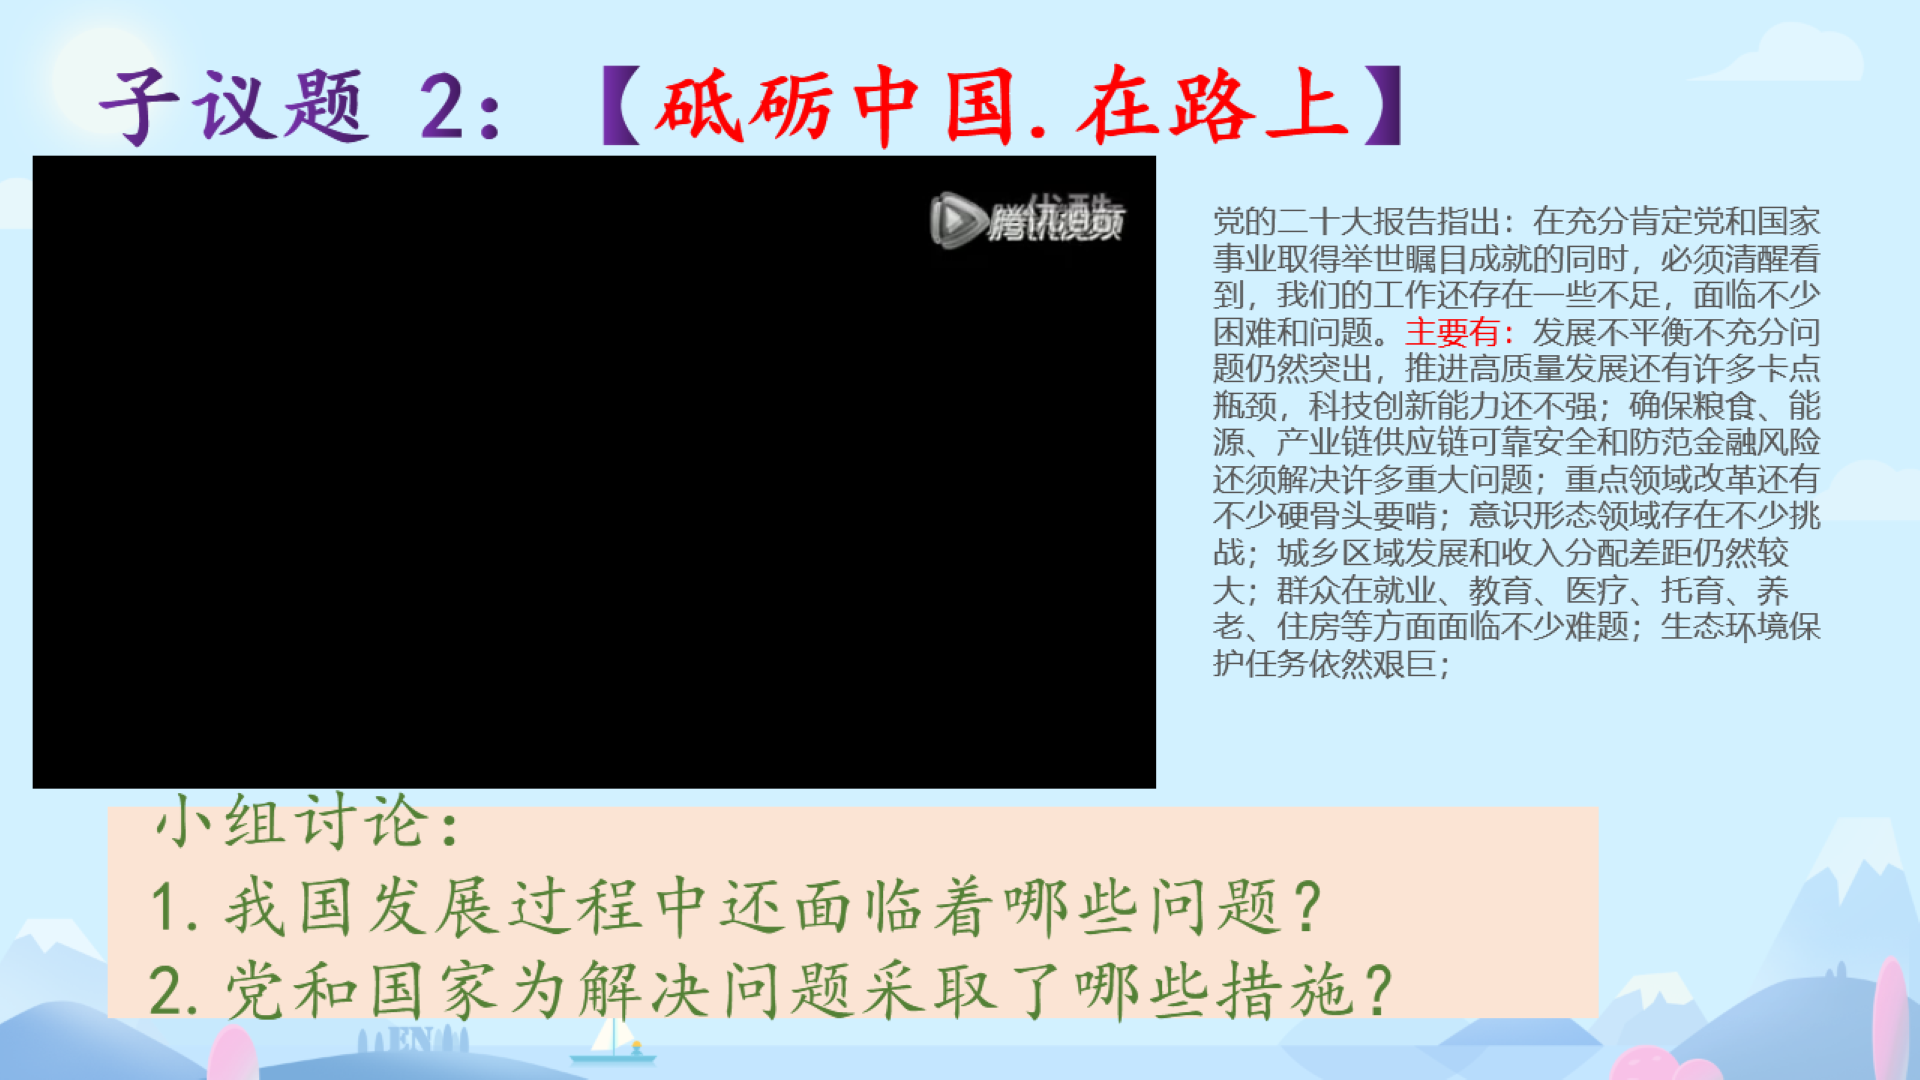 子议题 2：【砥砺中国.在路上】
腾讯视频
党的二十大报告指出：在充分肯定党和国家
事业取得举世瞩目成就的同时，必须清醒看
到，我们的工作还存在一些不足，面临不少
困难和问题。主要有：发展不平衡不充分问
题仍然突出，推进高质量发展还有许多卡点
瓶颈，科技创新能力还不强；确保粮食、能
源、产业链供应链可靠安全和防范金融风险
还须解决许多重大问题；重点领域改革还有
不少硬骨头要啃；意识形态领域存在不少挑
战；城乡区域发展和收入分配差距仍然较
大；群众在就业、教育、医疗、托育、养
老、住房等方面面临不少难题；生态环境保
护任务依然艰巨；
小组讨论：
1.我国发展过程中还面临着哪些问题？
2.党和国家为解决问题采取了哪些措施？
EN